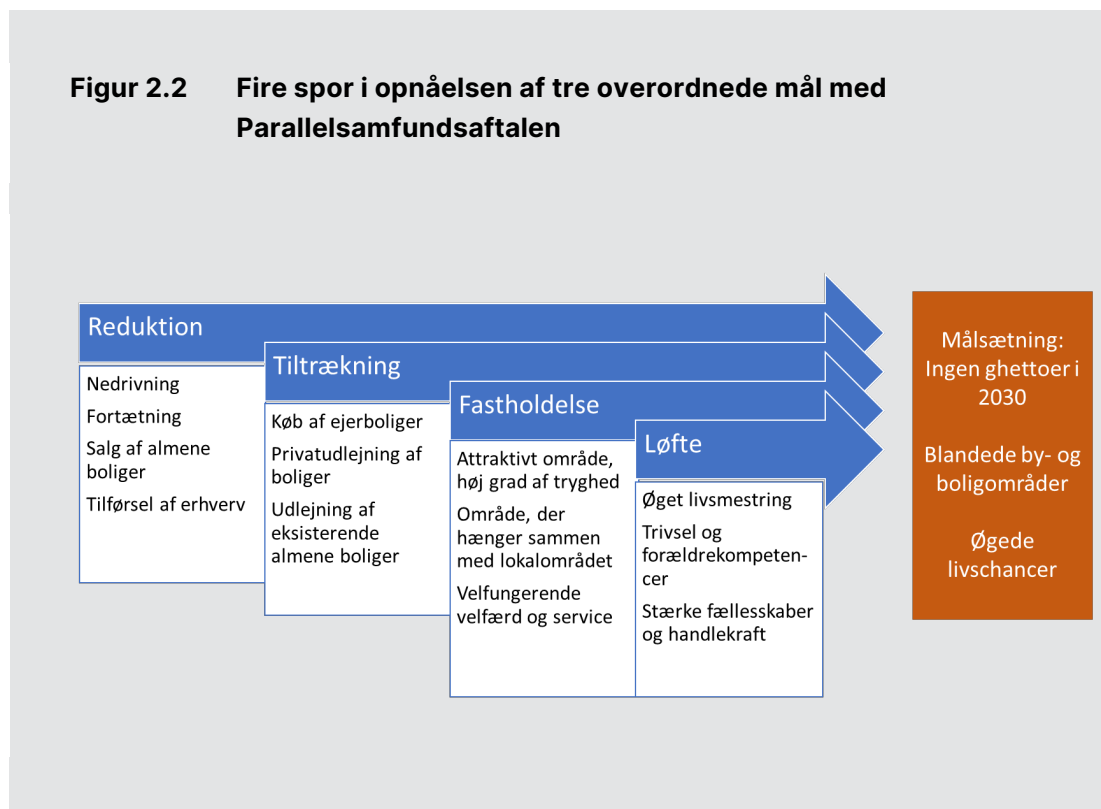 Figur 2.2 Fire spor i opnåelsen af tre overordnede mål med
Parallelsamfundsaftalen
Reduktion
Nedrivning
Fortætning
Salg af almene
boliger
Tilførsel af erhverv
Tiltrækning
Køb af ejerboliger
Privatudlejning af
boliger
Udlejning af
eksisterende
almene boliger
Fastholdelse
Attraktivt område,
høj grad af tryghed
Område, der
hænger sammen
med lokalområdet
Velfungerende
velfærd og service
Løfte
Øget livsmestring
Trivsel og
forældrekompeten-
cer
Stærke fællesskaber
og handlekraft
Målsætning:
Ingen ghettoer i
2030
Blandede by- og
boligområder
Øgede
livschancer